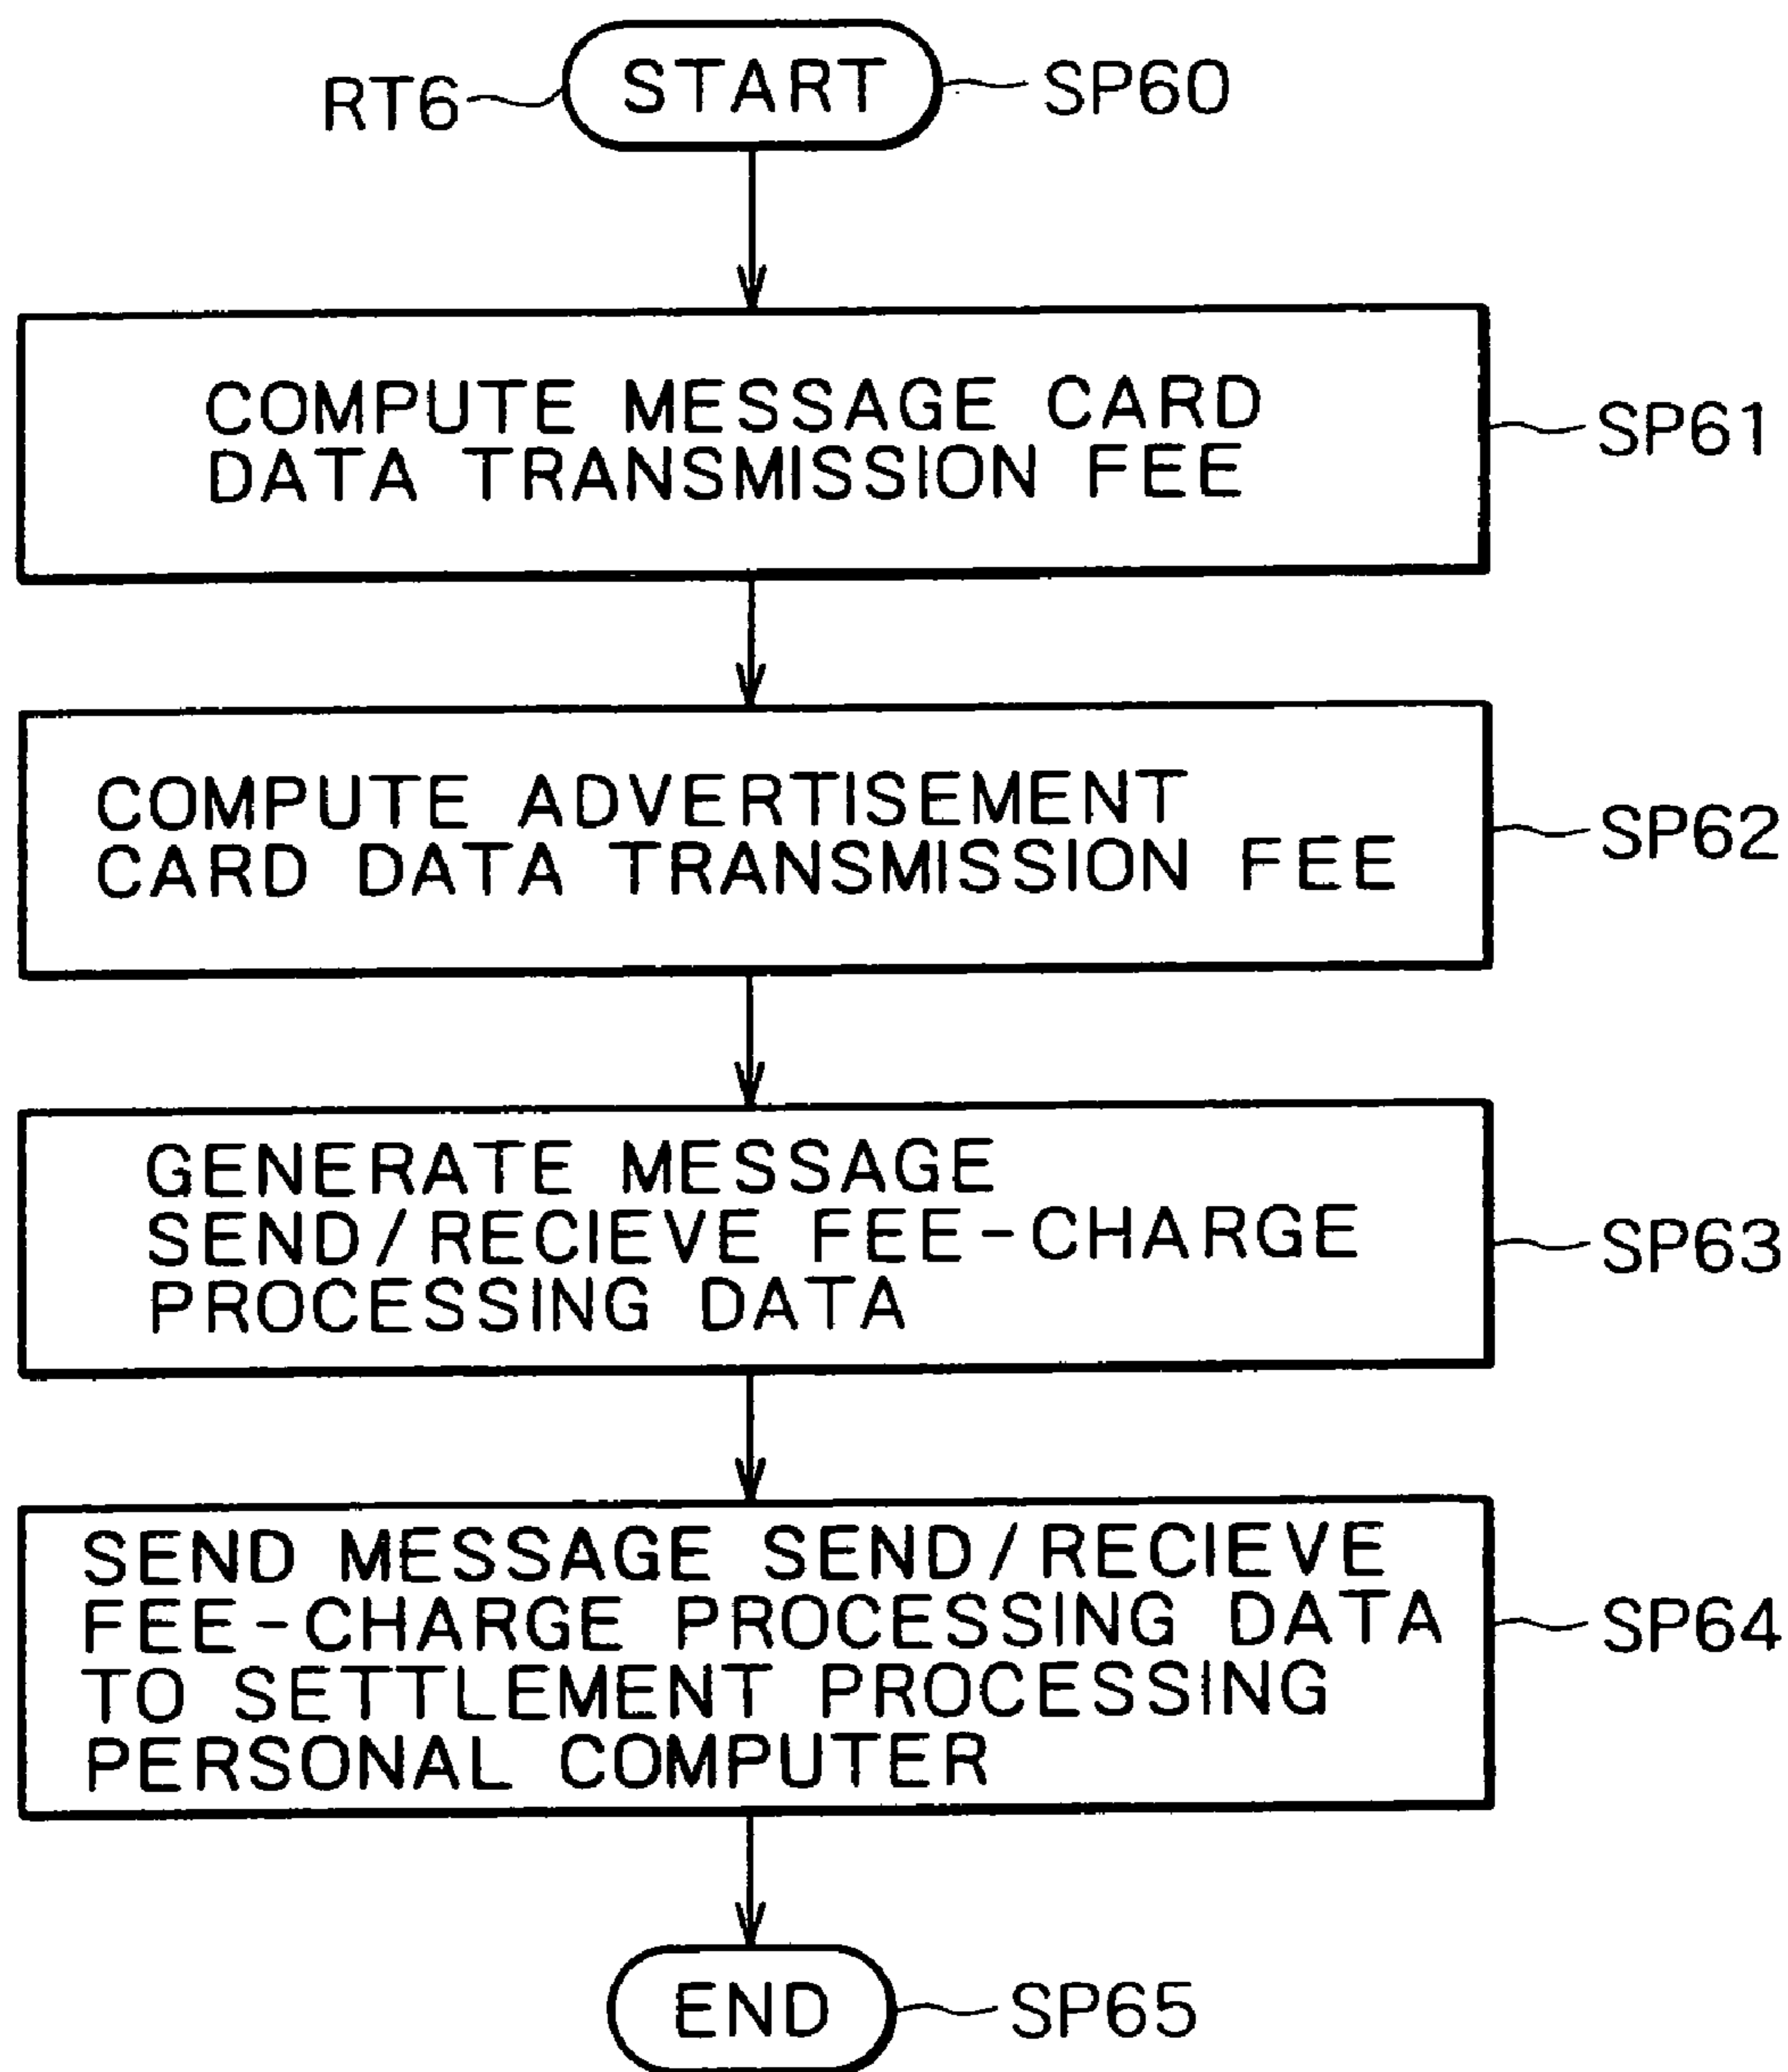 START
RT6
SP60
COMPUTE MESSAGE CARD
DATA TRANSMISSION FEE
SP61
COMPUTE ADVERTISEMENT
CARD DATA TRANSMISSION FEE
SP62
GENERATE MESSAGE
SEND/RECIEVE FEE-CHARGE
PROCESSING DATA
SP63
SEND MESSAGE SEND/RECIEVE
FEE-CHARGE PROCESSING DATA
TO SETTLEMENT PROCESSING
PERSONAL COMPUTER
SP64
END
SP65